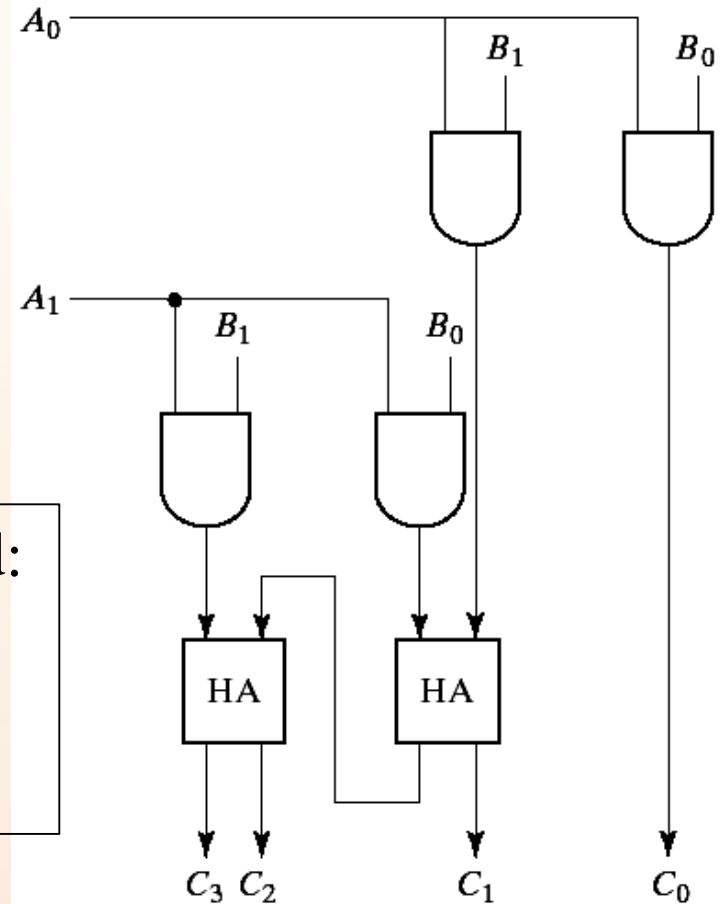 A₀
B₁ B₀
A₁
B₁ B₀
:
HA HA
C₃ C₂ C₁ C₀